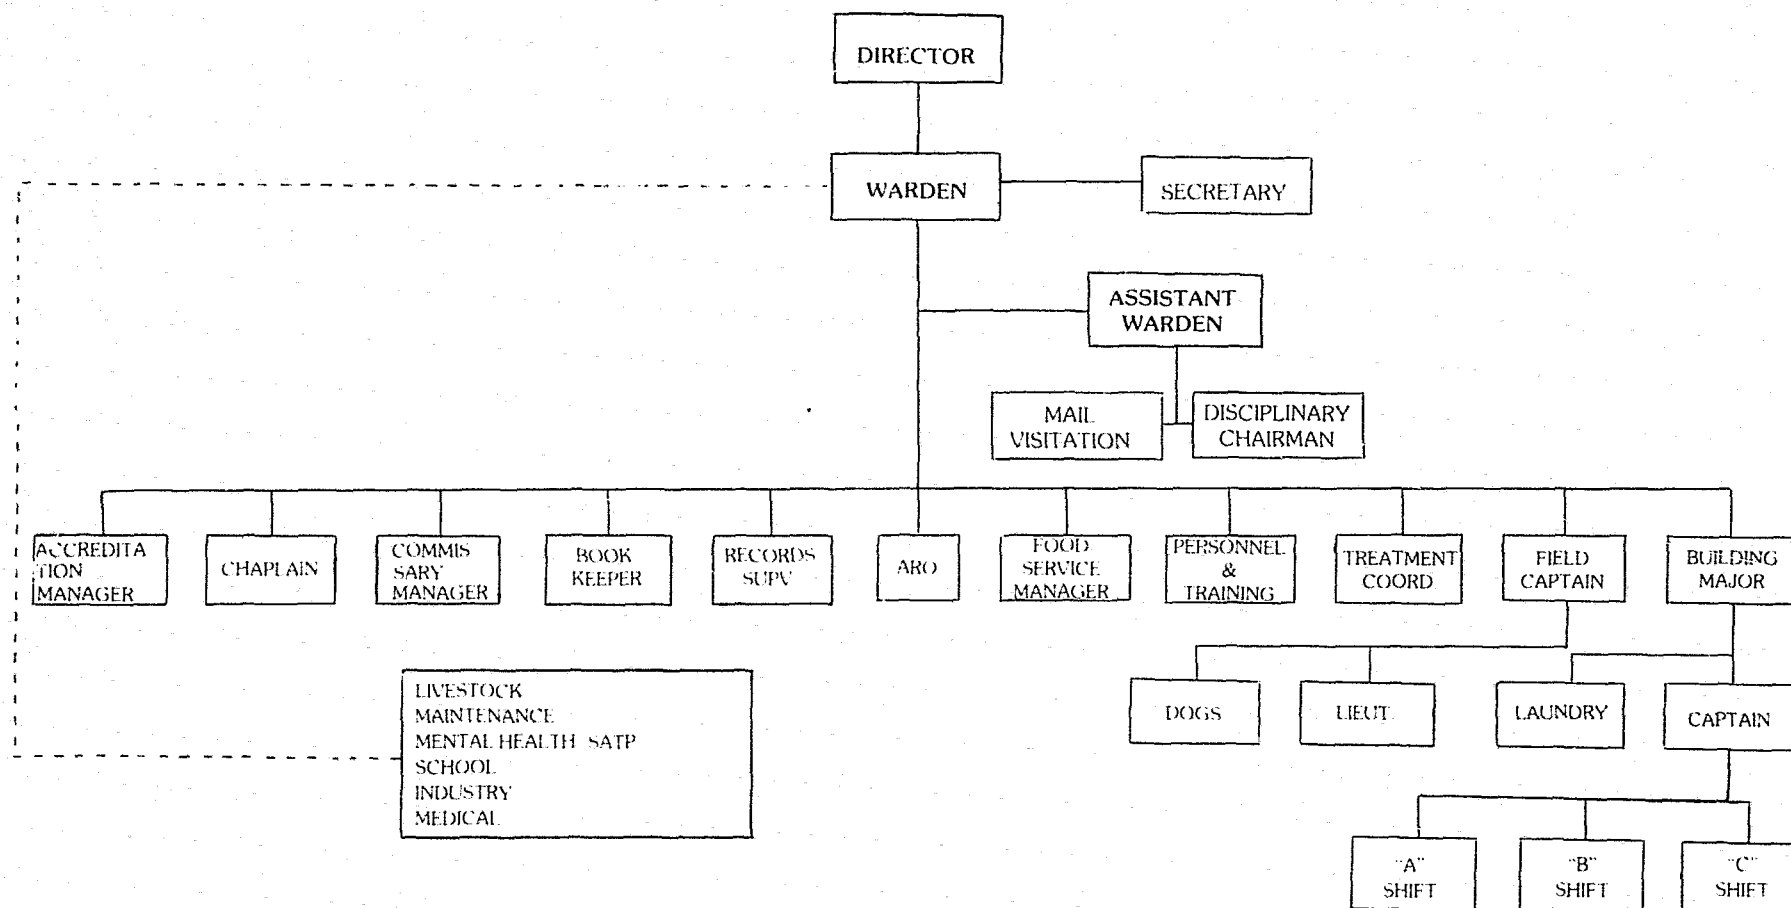 DIRECTOR
WARDEN
SECRETARY
ASSISTANT
WARDEN
MAIL
VISITATION
DISCIPLINARY
CHAIRMAN
ACCREDITA
TION
MANAGER
CHAPLAIN
COMMIS
SARY
MANAGER
BOOK
KEEPER
RECORDS
SUPV
ARO
FOOD
SERVICE
MANAGER
PERSONNEL
&
TRAINING
TREATMENT
COORD
FIELD
CAPTAIN
BUILDING
MAJOR
DOGS
LIEUT.
LAUNDRY
CAPTAIN
LIVESTOCK
MAINTENANCE
MENTAL HEALTH SATP
SCHOOL
INDUSTRY
MEDICAL
"A"
SHIFT
"B"
SHIFT
"C"
SHIFT